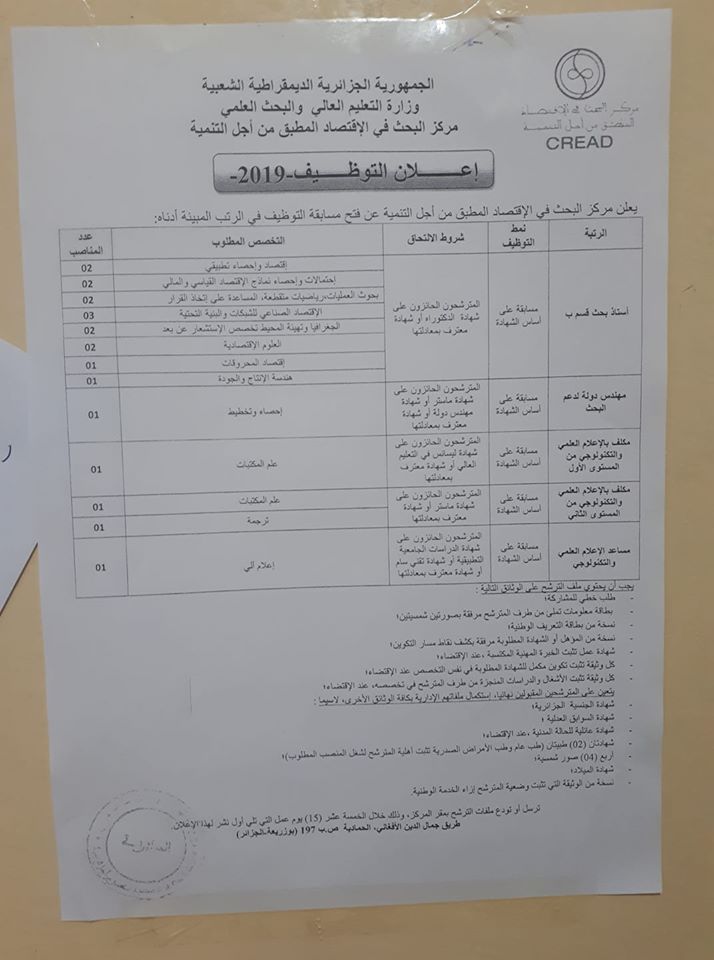 الجمهورية الجزائرية الديمقراطية الشعبية
وزارة التعليم العالي والبحث العلمي
مركز البحث في الإقتصاد المطبق من أجل التنمية
مركز البحث في الإقتصاد
المطبق من أجل التنمية
CREAD
إعلان التوظيف-2019-
يعلن مركز البحث في الإقتصاد المطبق من أجل التنمية عن فتح مسابقة التوظيف في الرتب المبينة أدناه:
الرتبة
نمط
التوظيف
شروط الالتحاق
التخصص المطلوب
عدد
المناصب
أستاذ بحث قسم ب
مسابقة على
أساس الشهادة
المترشحون الحائزون على
شهادة الدكتوراه أو شهادة
معترف بمعادلتها
إقتصاد وإحصاء تطبيقي
02
إحتمالات وإحصاء نماذج الإقتصاد القياسي والمالي
02
بحوث العمليات،رياضيات متقطعة، المساعدة على إتخاذ القرار
02
الإقتصاد الصناعي للشبكات والبنية التحتية
03
الجغرافيا وتهيئة المحيط تخصص الإستشعار عن بعد
02
العلوم الإقتصادية
02
إقتصاد المحروقات
01
هندسة الإنتاج والجودة
01
مهندس دولة لدعم
البحث
مسابقة على
أساس الشهادة
المترشحون الحائزون على
شهادة ماستر أو شهادة
مهندس دولة أو شهادة
معترف بمعادلتها
إحصاء وتخطيط
01
مكلف بالإعلام العلمي
والتكنولوجي من
المستوى الأول
مسابقة على
أساس الشهادة
المترشحون الحائزون على
شهادة ليسانس في التعليم
العالي أو شهادة معترف
بمعادلتها
علم المكتبات
01
مكلف بالإعلام العلمي
والتكنولوجي من
المستوى الثاني
مسابقة على
أساس الشهادة
المترشحون الحائزون على
شهادة ماستر أو شهادة
معترف بمعادلتها
علم المكتبات
01
ترجمة
01
مساعد الإعلام العلمي
والتكنولوجي
مسابقة على
أساس الشهادة
المترشحون الحائزون على
شهادة الدراسات الجامعية
التطبيقية أو شهادة تقني سام
أو شهادة معترف بمعادلتها
إعلام آلي
01
يجب أن يحتوي ملف الترشح على الوثائق التالية :
- طلب خطي للمشاركة؛
- بطاقة معلومات تملئ من طرف المترشح مرفقة بصورتين شمسيتين؛
- نسخة من بطاقة التعريف الوطنية؛
- نسخة من المؤهل أو الشهادة المطلوبة مرفقة بكشف نقاط مسار التكوين؛
- شهادة عمل تثبت الخبرة المهنية المكتسبة ،عند الإقتضاء؛
- كل وثيقة تثبت تكوين مكمل للشهادة المطلوبة في نفس التخصص عند الإقتضاء؛
- كل وثيقة تثبت الأشغال والدراسات المنجزة من طرف المترشح في تخصصه، عند الإقتضاء؛
يتعين على المترشحين المقبولين نهائيا، إستكمال ملفاتهم الإدارية بكافة الوثائق الأخرى، لاسيما :
- شهادة الجنسية الجزائرية؛
- شهادة السوابق العدلية ؛
- شهادة عائلية للحالة المدنية ،عند الإقتضاء؛
- شهادتان (02) طبيتان (طب عام وطب الأمراض الصدرية تثبت أهلية المترشح لشغل المنصب المطلوب)؛
- أربع (04) صور شمسية؛
- شهادة الميلاد؛
- نسخة من الوثيقة التي تثبت وضعية المترشح إزاء الخدمة الوطنية.
ترسل أو تودع ملفات الترشح بمقر المركز، وذلك خلال الخمسة عشر (15) يوم عمل التي تلي أول نشر لهذا الإعلان.
طريق جمال الدين الأفغاني، الحمادية ص.ب 197 (بوزريعة-الجزائر)